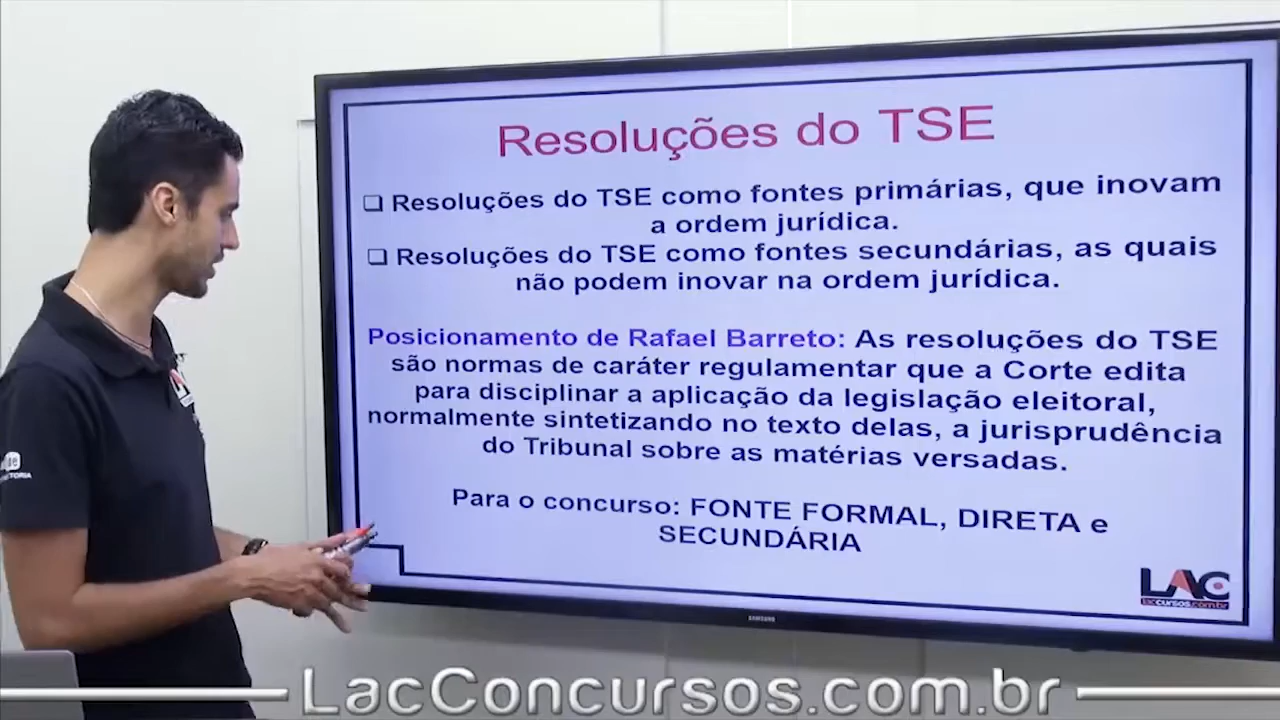 Resoluções do TSE
❑ Resoluções do TSE como fontes primárias, que inovam
a ordem jurídica.
❑ Resoluções do TSE como fontes secundárias, as quais
não podem inovar na ordem jurídica.
Posicionamento de Rafael Barreto: As resoluções do TSE
são normas de caráter regulamentar que a Corte edita
para disciplinar a aplicação da legislação eleitoral,
normalmente sintetizando no texto delas, a jurisprudência
do Tribunal sobre as matérias versadas.
Para o concurso: FONTE FORMAL, DIRETA e
SECUNDÁRIA
LAC
laccursos.com.br
SAMSUNG
LacConcursos.com.br